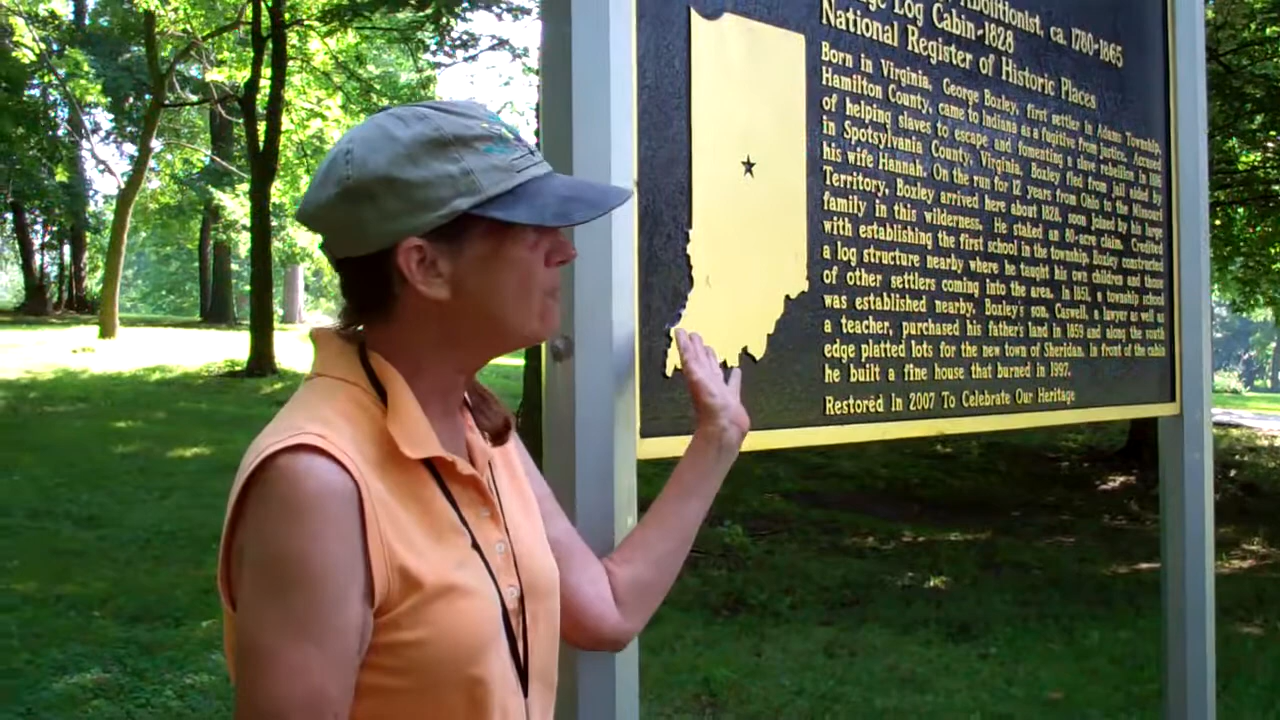 Abolitionist, ca. 1780-1865
Log Cabin-1828
National Register of Historic Places
Born in Virginia, George Boxley, first settler in Adams Township,
Hamilton County, came to Indiana as a fugitive from justice. Accused
of helping slaves to escape and fomenting a slave rebellion in 1816
in Spotsylvania County, Virginia, Boxley fled from jail aided by
his wife Hannah. On the run for 12 years from Ohio to the Missouri
Territory, Boxley arrived here about 1828, soon joined by his large
family in this wilderness. He staked an 80-acre claim. Credited
with establishing the first school in the township, Boxley constructed
a log structure nearby where he taught his own children and those
of other settlers coming into the area. In 1851, a township school
was established nearby. Boxley's son, Caswell, a lawyer as well as
a teacher, purchased his father's land in 1859 and along the south
edge platted lots for the new town of Sheridan. In front of the cabin
he built a fine house that burned in 1997.
Restored In 2007 To Celebrate Our Heritage